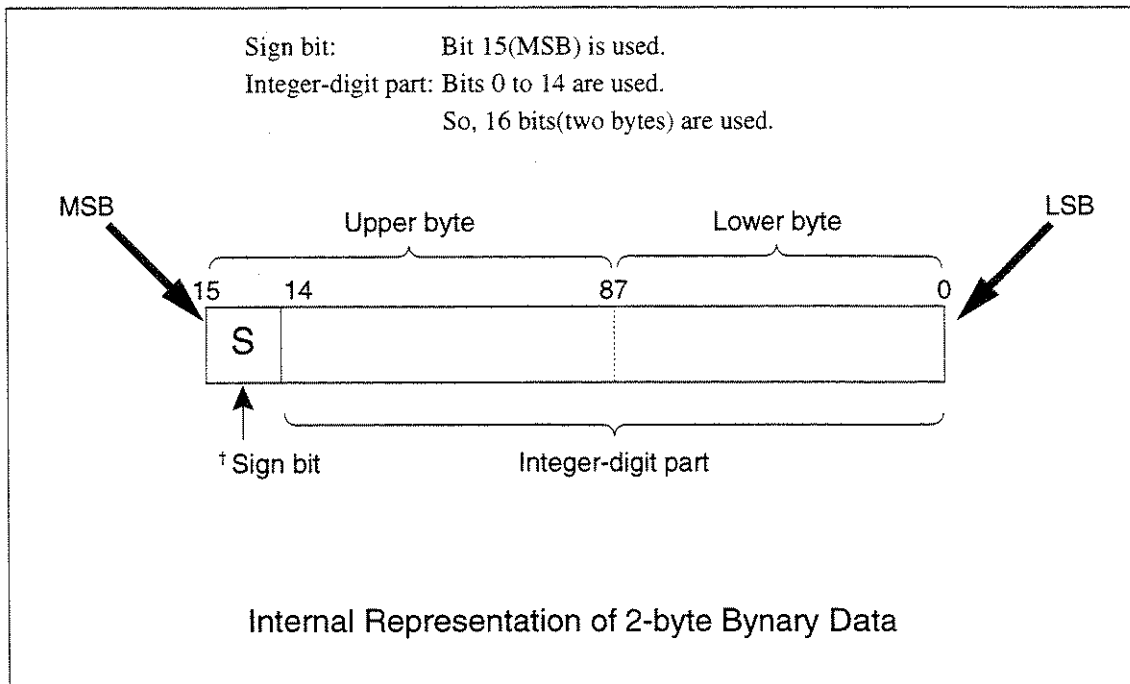 Sign bit: Bit 15(MSB) is used.
Integer-digit part: Bits 0 to 14 are used.
So, 16 bits(two bytes) are used.
MSB
LSB
Upper byte
Lower byte
15 14 87 0
S
† Sign bit
Integer-digit part
Internal Representation of 2-byte Bynary Data